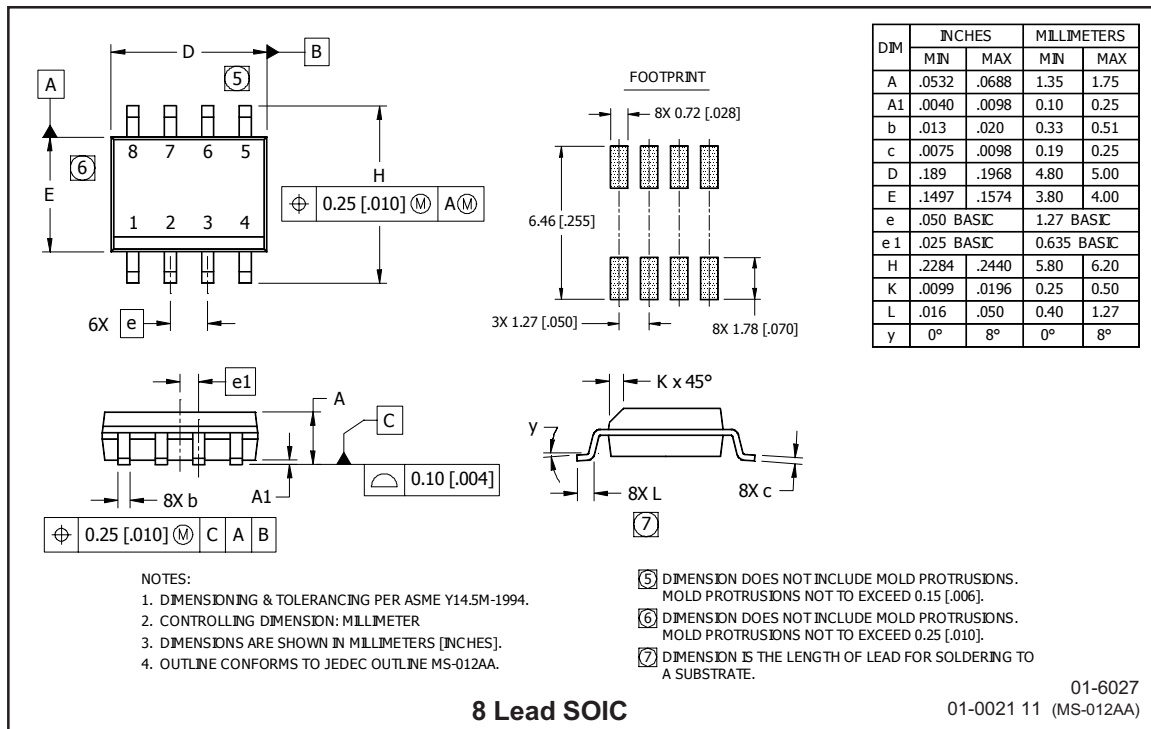 D
B
5
A
8 7 6 5
6
E
H
⌖ 0.25 [.010] Ⓜ AⓂ
1 2 3 4
6X e
FOOTPRINT
8X 0.72 [.028]
6.46 [.255]
3X 1.27 [.050]
8X 1.78 [.070]
DIM INCHES MILLIMETERS
MIN MAX MIN MAX
A .0532 .0688 1.35 1.75
A1 .0040 .0098 0.10 0.25
b .013 .020 0.33 0.51
c .0075 .0098 0.19 0.25
D .189 .1968 4.80 5.00
E .1497 .1574 3.80 4.00
e .050 BASIC 1.27 BASIC
e 1 .025 BASIC 0.635 BASIC
H .2284 .2440 5.80 6.20
K .0099 .0196 0.25 0.50
L .016 .050 0.40 1.27
y 0° 8° 0° 8°
e1
A
C
8X b
A1
⌓ 0.10 [.004]
⌖ 0.25 [.010] Ⓜ C A B
K x 45°
y
8X L
8X c
7
NOTES:
1. DIMENSIONING & TOLERANCING PER ASME Y14.5M-1994.
2. CONTROLLING DIMENSION: MILLIMETER
3. DIMENSIONS ARE SHOWN IN MILLIMETERS [INCHES].
4. OUTLINE CONFORMS TO JEDEC OUTLINE MS-012AA.
5 DIMENSION DOES NOT INCLUDE MOLD PROTRUSIONS.
MOLD PROTRUSIONS NOT TO EXCEED 0.15 [.006].
6 DIMENSION DOES NOT INCLUDE MOLD PROTRUSIONS.
MOLD PROTRUSIONS NOT TO EXCEED 0.25 [.010].
7 DIMENSION IS THE LENGTH OF LEAD FOR SOLDERING TO
A SUBSTRATE.
8 Lead SOIC
01-6027
01-0021 11 (MS-012AA)